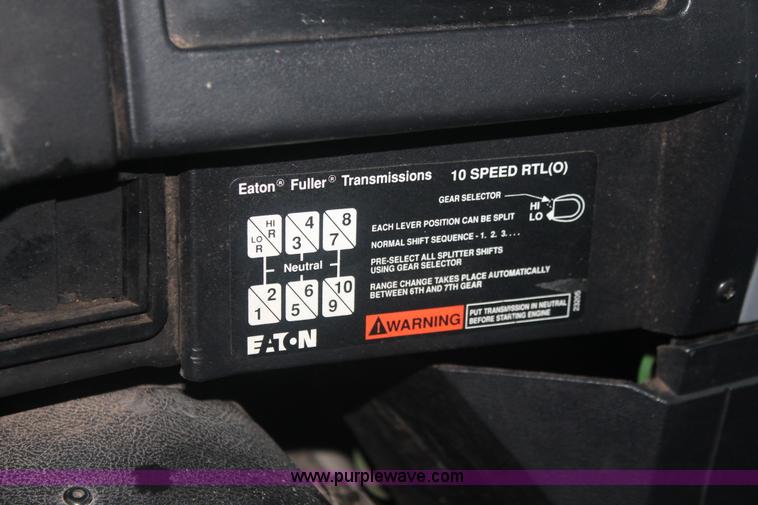 Eaton® Fuller® Transmissions 10 SPEED RTL(O)
GEAR SELECTOR
HI
LO
HI
R
LO
R
4
3
8
7
Neutral
2
1
6
5
10
9
EACH LEVER POSITION CAN BE SPLIT
NORMAL SHIFT SEQUENCE - 1. 2. 3. ...
PRE-SELECT ALL SPLITTER SHIFTS
USING GEAR SELECTOR
RANGE CHANGE TAKES PLACE AUTOMATICALLY
BETWEEN 6TH AND 7TH GEAR
WARNING
PUT TRANSMISSION IN NEUTRAL
BEFORE STARTING ENGINE
23205
EATON
www.purplewave.com